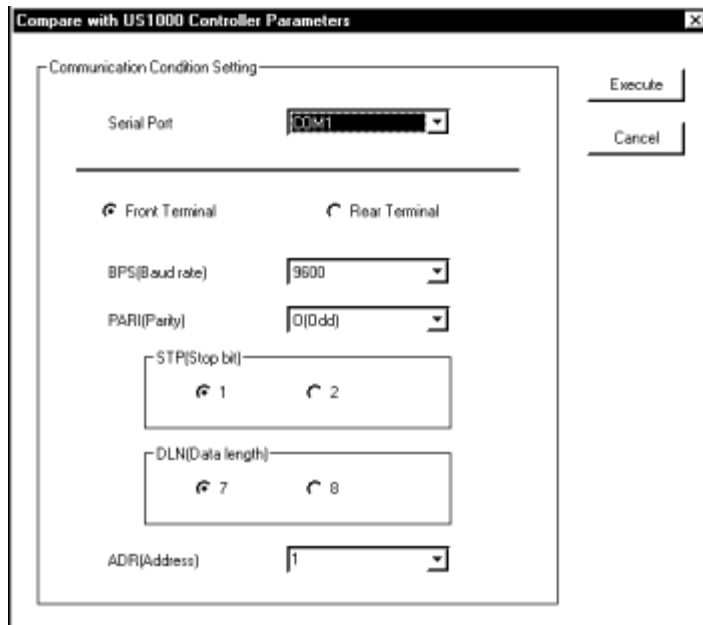 Compare with US1000 Controller Parameters
Communication Condition Setting
Execute
Serial Port COM1
Cancel
Front Terminal Rear Terminal
BPS(Baud rate) 9600
PARI(Parity) O(Odd)
STP(Stop bit)
1 2
DLN(Data length)
7 8
ADR(Address) 1